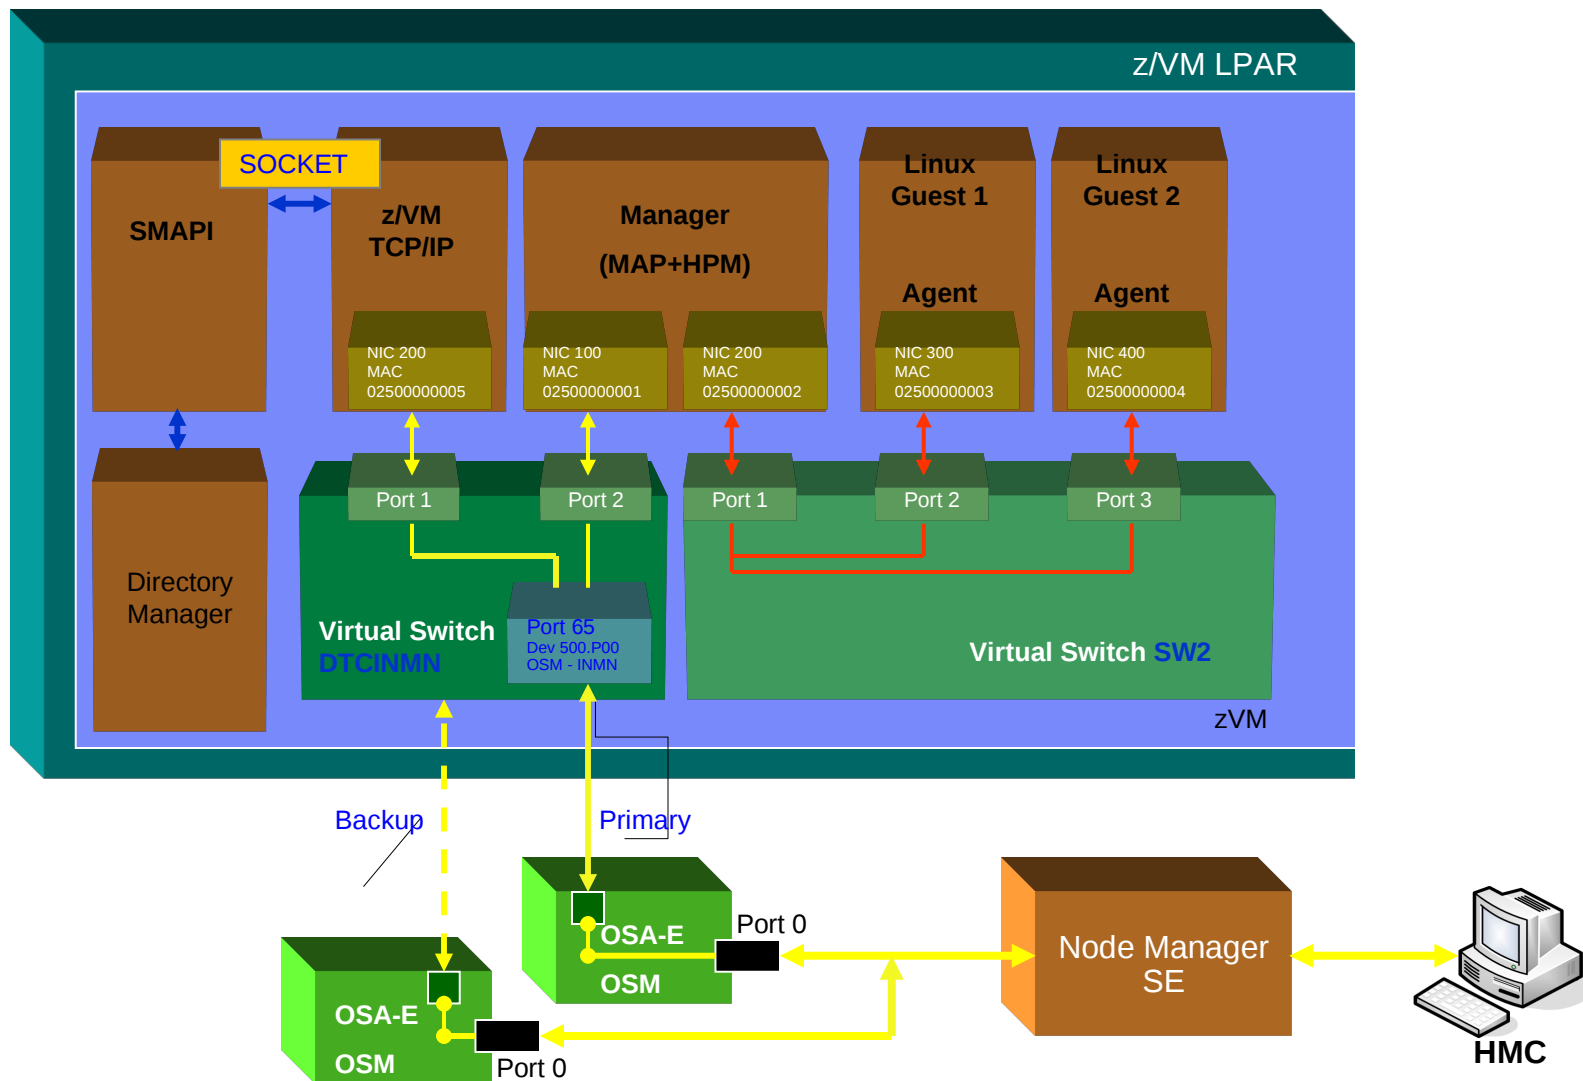 z/VM LPAR
SOCKET
SMAPI
z/VM
TCP/IP
Manager
(MAP+HPM)
Linux
Guest 1
Agent
Linux
Guest 2
Agent
NIC 200
MAC
02500000005
NIC 100
MAC
02500000001
NIC 200
MAC
02500000002
NIC 300
MAC
02500000003
NIC 400
MAC
02500000004
Port 1
Port 2
Port 1
Port 2
Port 3
Directory
Manager
Virtual Switch
DTCINMN
Port 65
Dev 500.P00
OSM - INMN
Virtual Switch SW2
zVM
Backup
Primary
OSA-E
OSM
Port 0
OSA-E
OSM
Port 0
Node Manager
SE
HMC